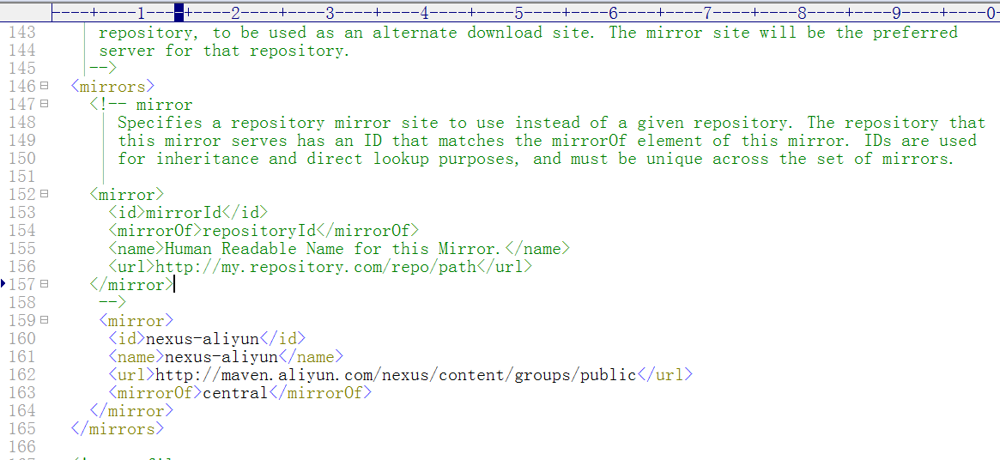 ----+----1----+----2----+----3----+----4----+----5----+----6----+----7----+----8----+----9----+----0-
143 repository, to be used as an alternate download site. The mirror site will be the preferred
144 server for that repository.
145 -->
146 <mirrors>
147 <!-- mirror
148 Specifies a repository mirror site to use instead of a given repository. The repository that
149 this mirror serves has an ID that matches the mirrorOf element of this mirror. IDs are used
150 for inheritance and direct lookup purposes, and must be unique across the set of mirrors.
151
152 <mirror>
153 <id>mirrorId</id>
154 <mirrorOf>repositoryId</mirrorOf>
155 <name>Human Readable Name for this Mirror.</name>
156 <url>http://my.repository.com/repo/path</url>
157 </mirror>
158 -->
159 <mirror>
160 <id>nexus-aliyun</id>
161 <name>nexus-aliyun</name>
162 <url>http://maven.aliyun.com/nexus/content/groups/public</url>
163 <mirrorOf>central</mirrorOf>
164 </mirror>
165 </mirrors>
166